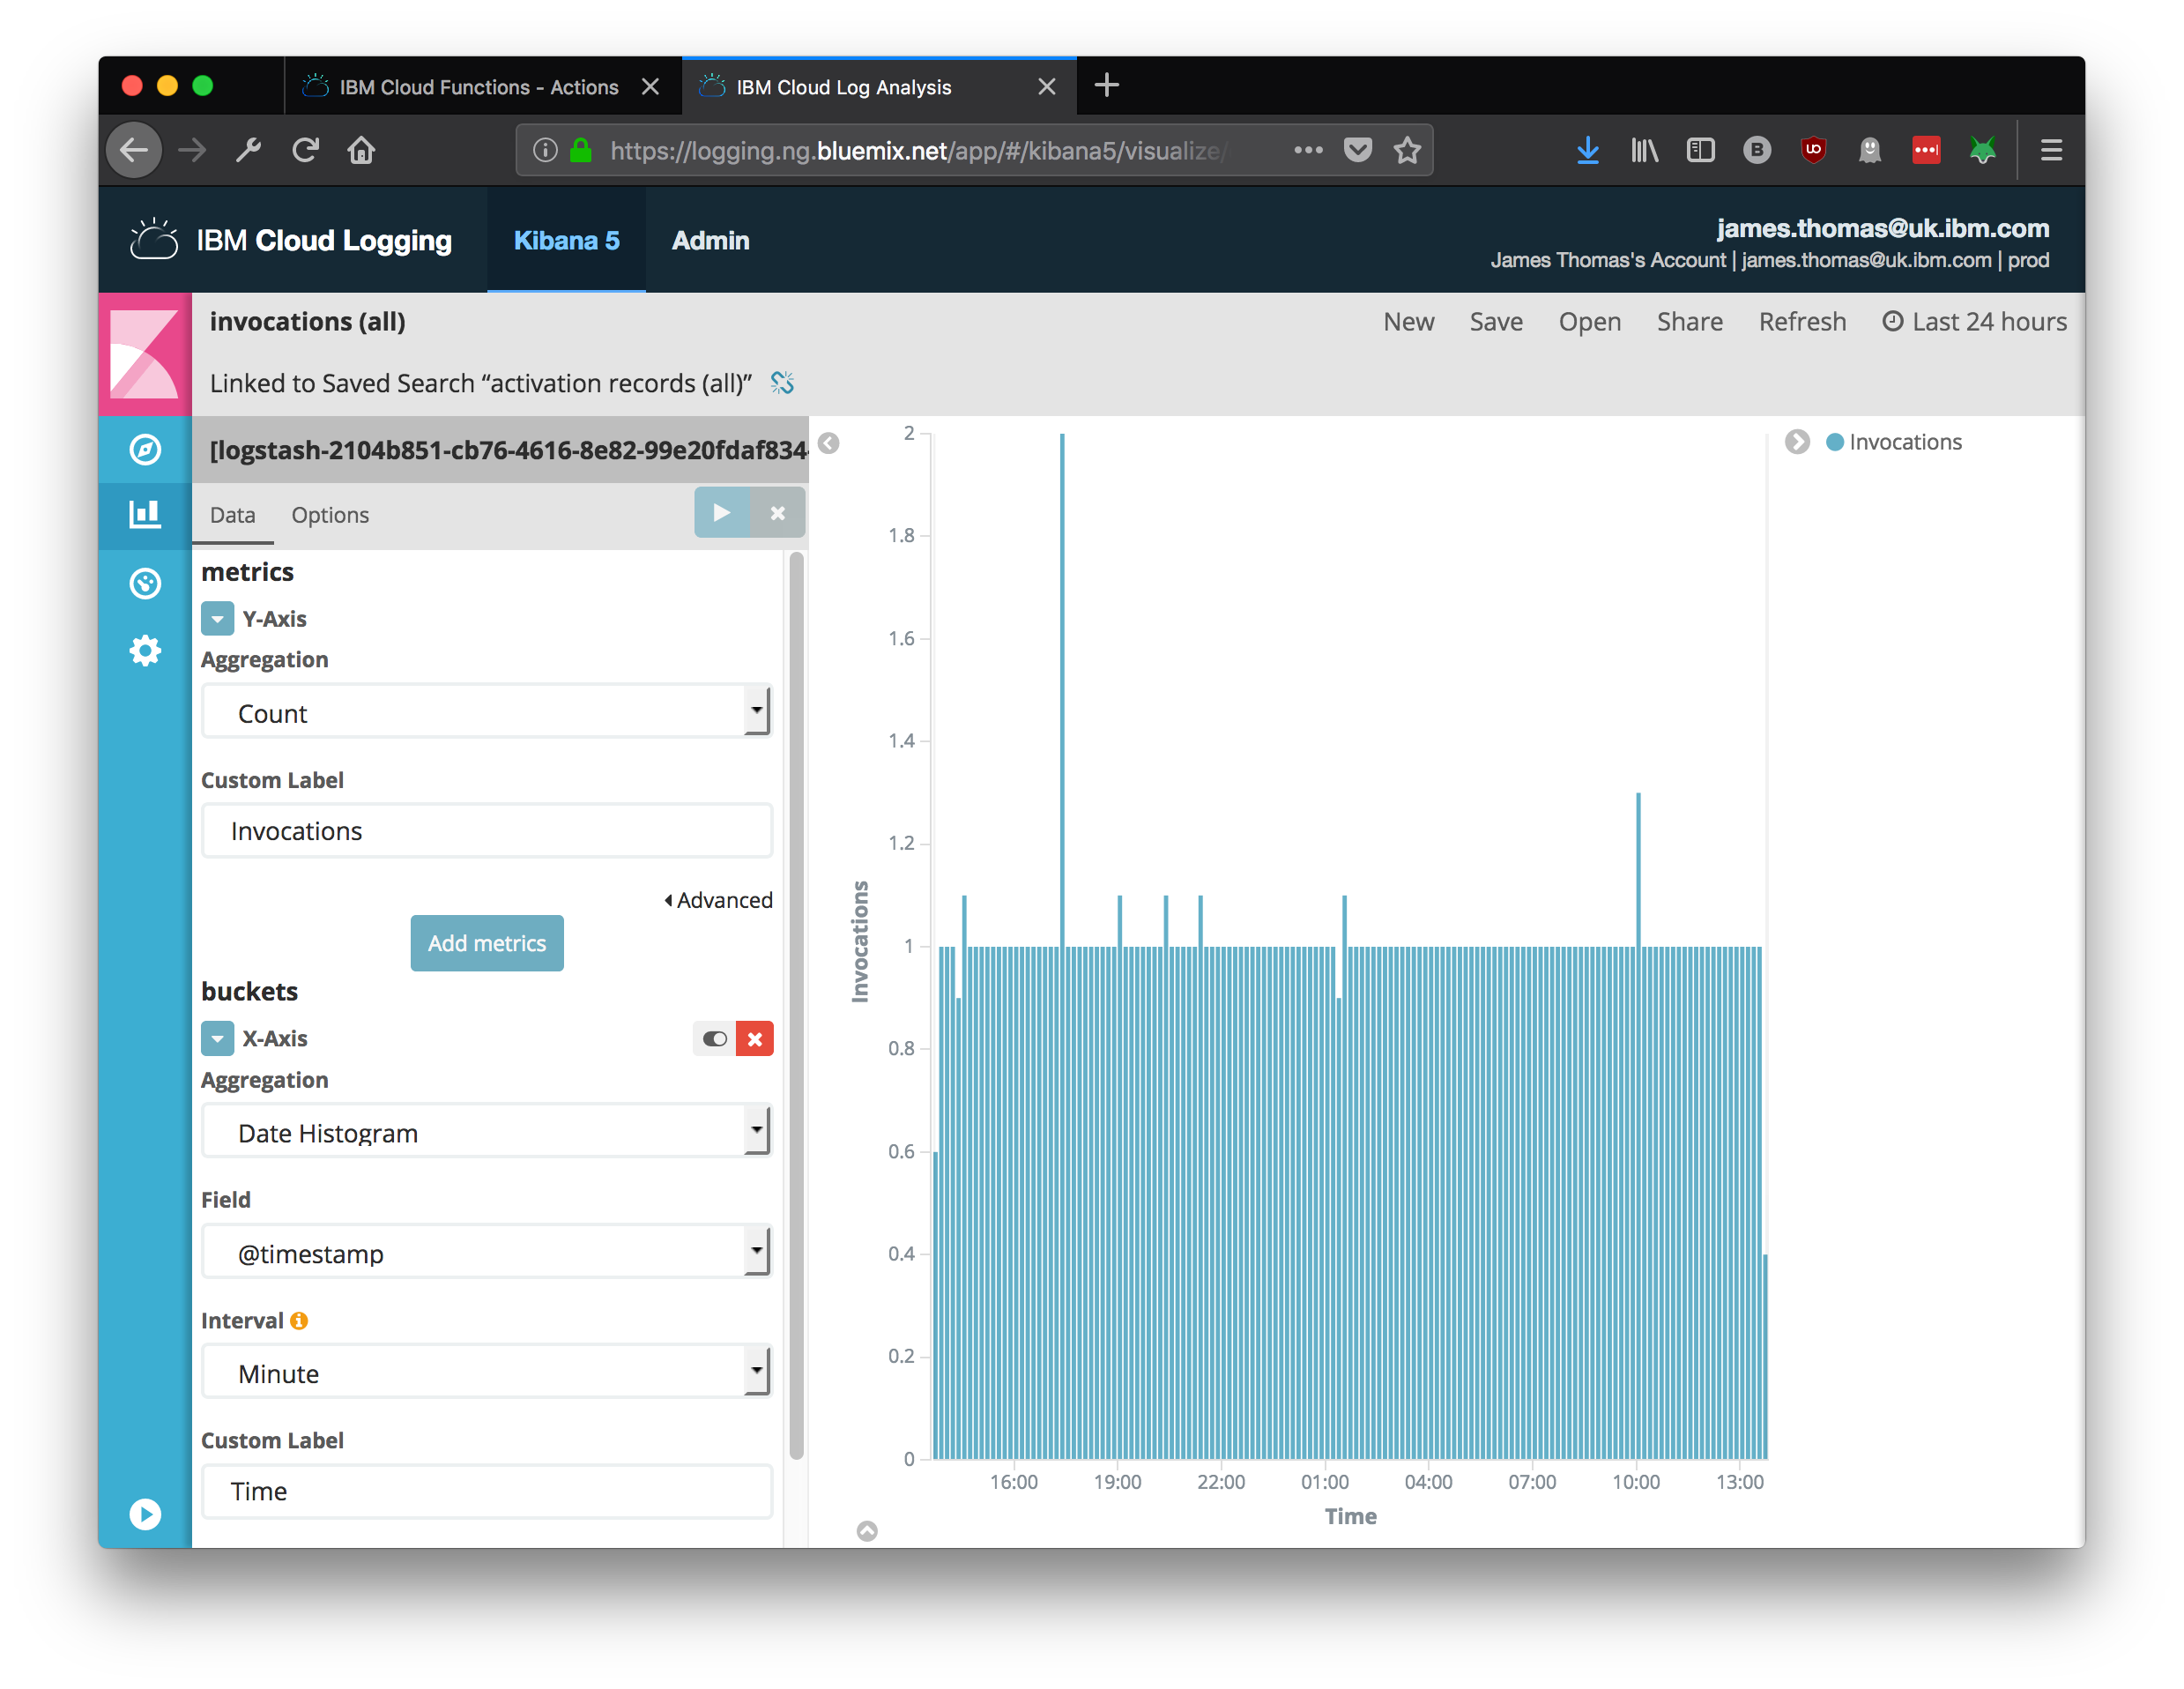 IBM Cloud Functions - Actions
IBM Cloud Log Analysis
https://logging.ng.bluemix.net/app/#/kibana5/visualize/
IBM Cloud Logging
Kibana 5
Admin
james.thomas@uk.ibm.com
James Thomas's Account | james.thomas@uk.ibm.com | prod
invocations (all)
New
Save
Open
Share
Refresh
Last 24 hours
Linked to Saved Search “activation records (all)”
[logstash-2104b851-cb76-4616-8e82-99e20fdaf834-
Data
Options
metrics
Y-Axis
Aggregation
Count
Custom Label
Invocations
Advanced
Add metrics
buckets
X-Axis
Aggregation
Date Histogram
Field
@timestamp
Interval
Minute
Custom Label
Time
Invocations
2
1.8
1.6
1.4
1.2
1
0.8
0.6
0.4
0.2
0
Invocations
16:00
19:00
22:00
01:00
04:00
07:00
10:00
13:00
Time